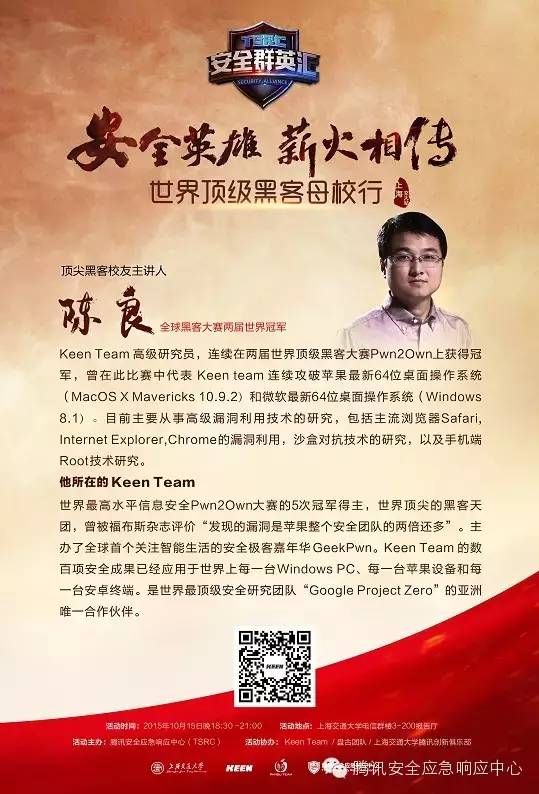 TSRC
安全群英汇
SECURITY ALLIANCE
安全英雄 薪火相传
世界顶级黑客母校行
上海
顶尖黑客校友主讲人
陈良 全球黑客大赛两届世界冠军
Keen Team 高级研究员，连续在两届世界顶级黑客大赛Pwn2Own上获得冠
军，曾在此比赛中代表 Keen team 连续攻破苹果最新64位桌面操作系统
（MacOS X Mavericks 10.9.2）和微软最新64位桌面操作系统（Windows
8.1）。目前主要从事高级漏洞利用技术的研究，包括主流浏览器Safari,
Internet Explorer,Chrome的漏洞利用，沙盒对抗技术的研究，以及手机端
Root技术研究。
他所在的 Keen Team
世界最高水平信息安全Pwn2Own大赛的5次冠军得主，世界顶尖的黑客天
团，曾被福布斯杂志评价“发现的漏洞是苹果整个安全团队的两倍还多”。主
办了全球首个关注智能生活的安全极客嘉年华GeekPwn。Keen Team 的数
百项安全成果已经应用于世界上每一台Windows PC、每一台苹果设备和每
一台安卓终端。是世界最顶级安全研究团队“Google Project Zero”的亚洲
唯一合作伙伴。
KEEN
活动时间：2015年10月15日晚18:30 -21:00 活动地点：上海交通大学电信群楼3-200报告厅
活动主办：腾讯安全应急响应中心（TSRC） 活动协办：Keen Team / 盘古团队 / 上海交通大学腾讯创新俱乐部
上海交通大学 KEEN PANGU TEAM 腾讯安全应急响应中心